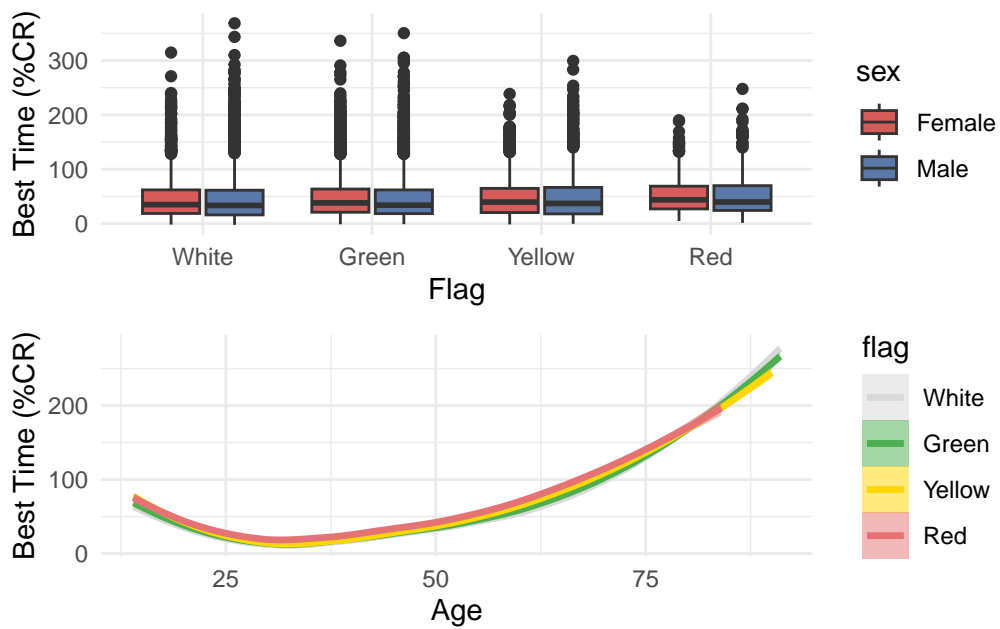 Best Time (%CR)
300
200
100
0
White
Green
Yellow
Red
Flag
sex
Female
Male
Best Time (%CR)
200
100
0
25
50
75
Age
flag
White
Green
Yellow
Red